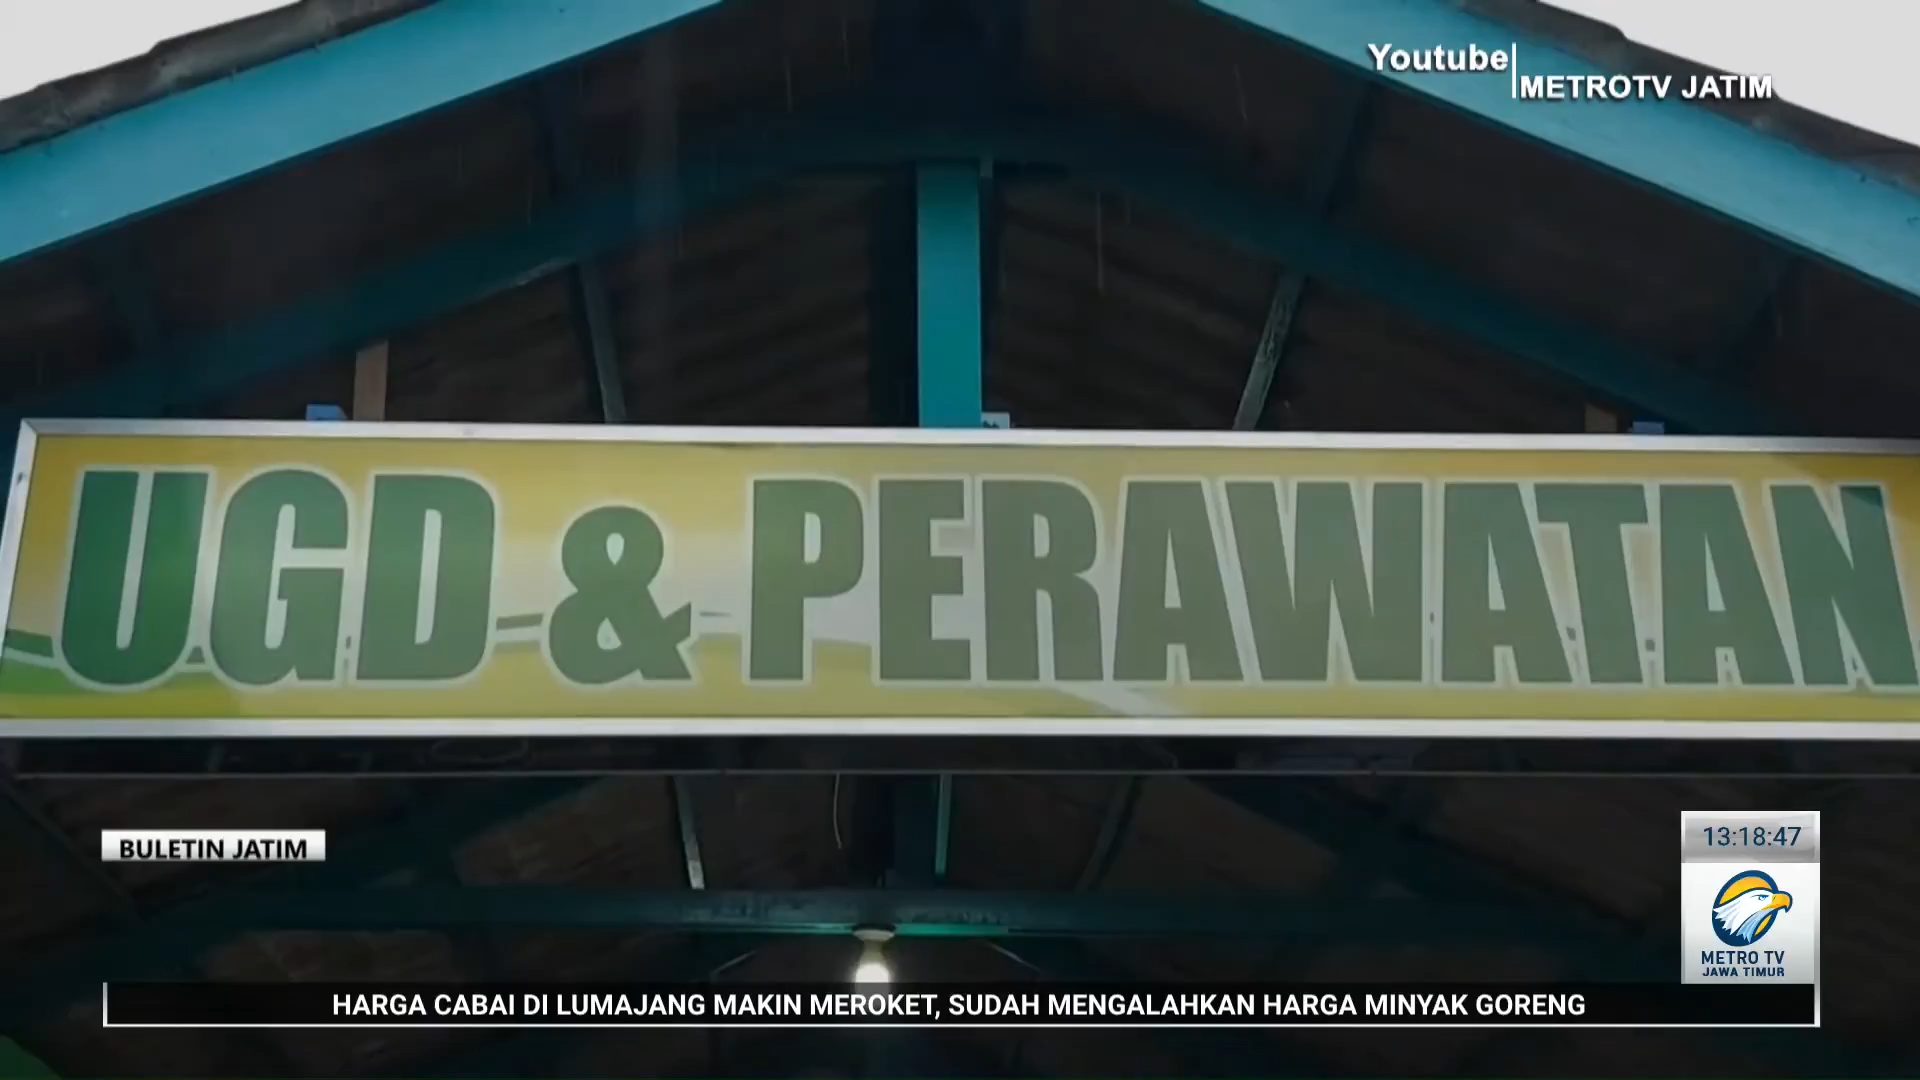 Youtube
METROTV JATIM
UGD & PERAWATAN
BULETIN JATIM
13:18:47
METRO TV
JAWA TIMUR
HARGA CABAI DI LUMAJANG MAKIN MEROKET, SUDAH MENGALAHKAN HARGA MINYAK GORENG